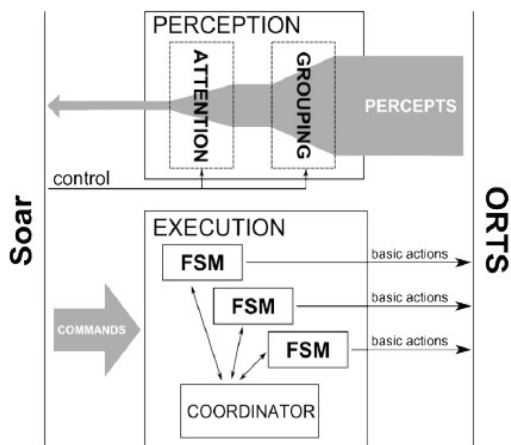 PERCEPTION
ATTENTION
GROUPING
PERCEPTS
control
Soar
ORTS
EXECUTION
FSM
basic actions
FSM
basic actions
COMMANDS
FSM
basic actions
COORDINATOR